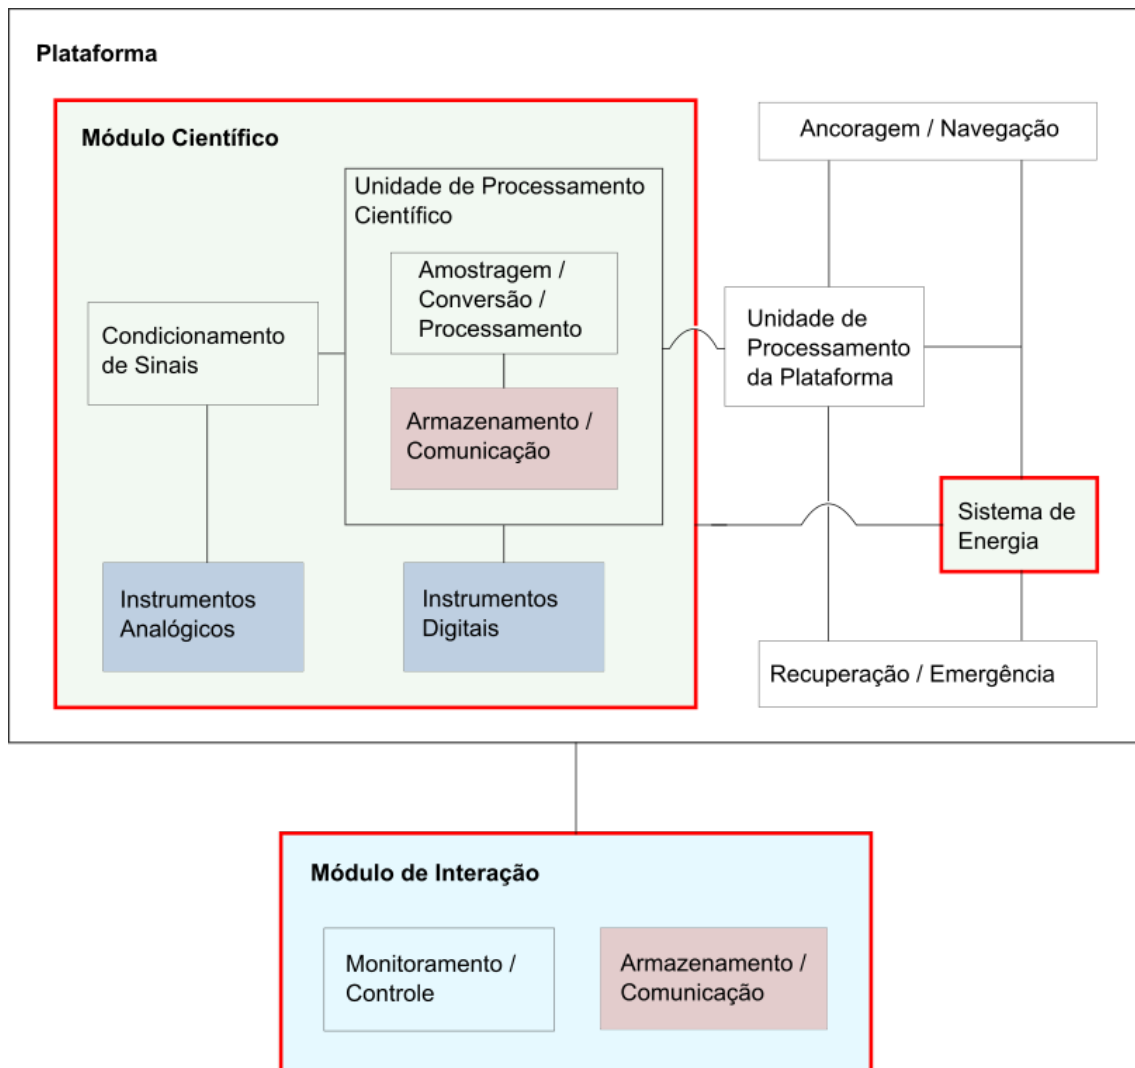 Plataforma
Módulo Científico
Unidade de Processamento
Científico
Amostragem /
Conversão /
Processamento
Condicionamento
de Sinais
Armazenamento /
Comunicação
Instrumentos
Analógicos
Instrumentos
Digitais
Ancoragem / Navegação
Unidade de
Processamento
da Plataforma
Sistema de
Energia
Recuperação / Emergência
Módulo de Interação
Monitoramento /
Controle
Armazenamento /
Comunicação